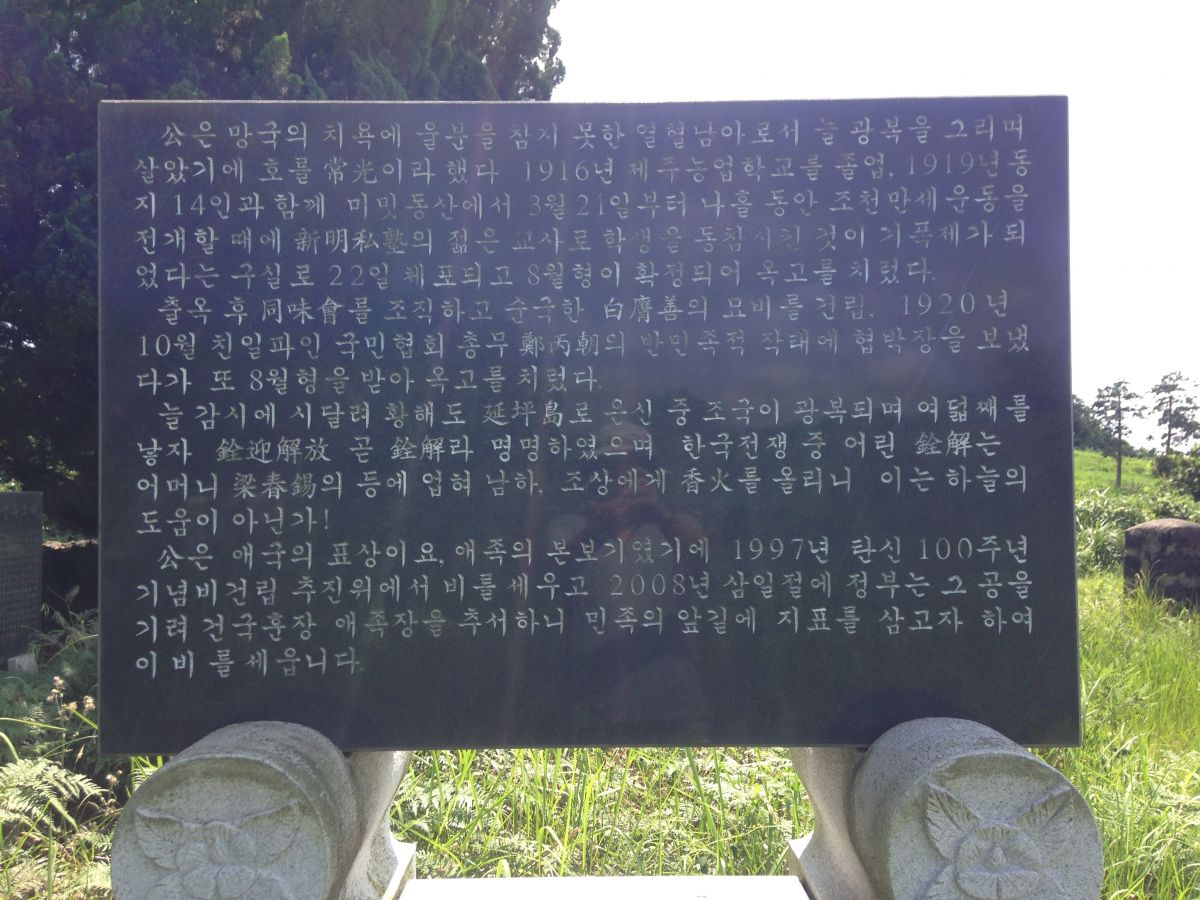 公은 망국의 치욕에 울분을 참지 못한 열혈남아로서 늘 광복을 그리며
살았기에 호를 常光이라 했다 1916년 제주농업학교를 졸업, 1919년 동
지 14인과 함께 미밋동산에서 3월 21일부터 나흘 동안 조천만세운동을
전개할 때에 新明私塾의 젊은 교사로 학생을 동참시킨 것이 기폭제가 되
었다는 구실로 22일 체포되고 8월형이 확정되어 옥고를 치렀다.
출옥 후 同味會를 조직하고 순국한 白膺善의 묘비를 건립, 1920년
10월 친일파인 국민협회 총무 鄭丙朝의 반민족적 작태에 협박장을 보냈
다가 또 8월형을 받아 옥고를 치렀다.
늘 감시에 시달려 황해도 延坪島로 은신 중 조국이 광복되며 여덟째를
낳자 銓迎解放 곧 銓解라 명명하였으며 한국전쟁 중 어린 銓解는
어머니 梁春錫의 등에 업혀 남하, 조상에게 香火를 올리니 이는 하늘의
도움이 아닌가!
公은 애국의 표상이요, 애족의 본보기였기에 1997년 탄신 100주년
기념비건립 추진위에서 비를 세우고 2008년 삼일절에 정부는 그 공을
기려 건국훈장 애족장을 추서하니 민족의 앞길에 지표를 삼고자 하여
이 비를 세웁니다.